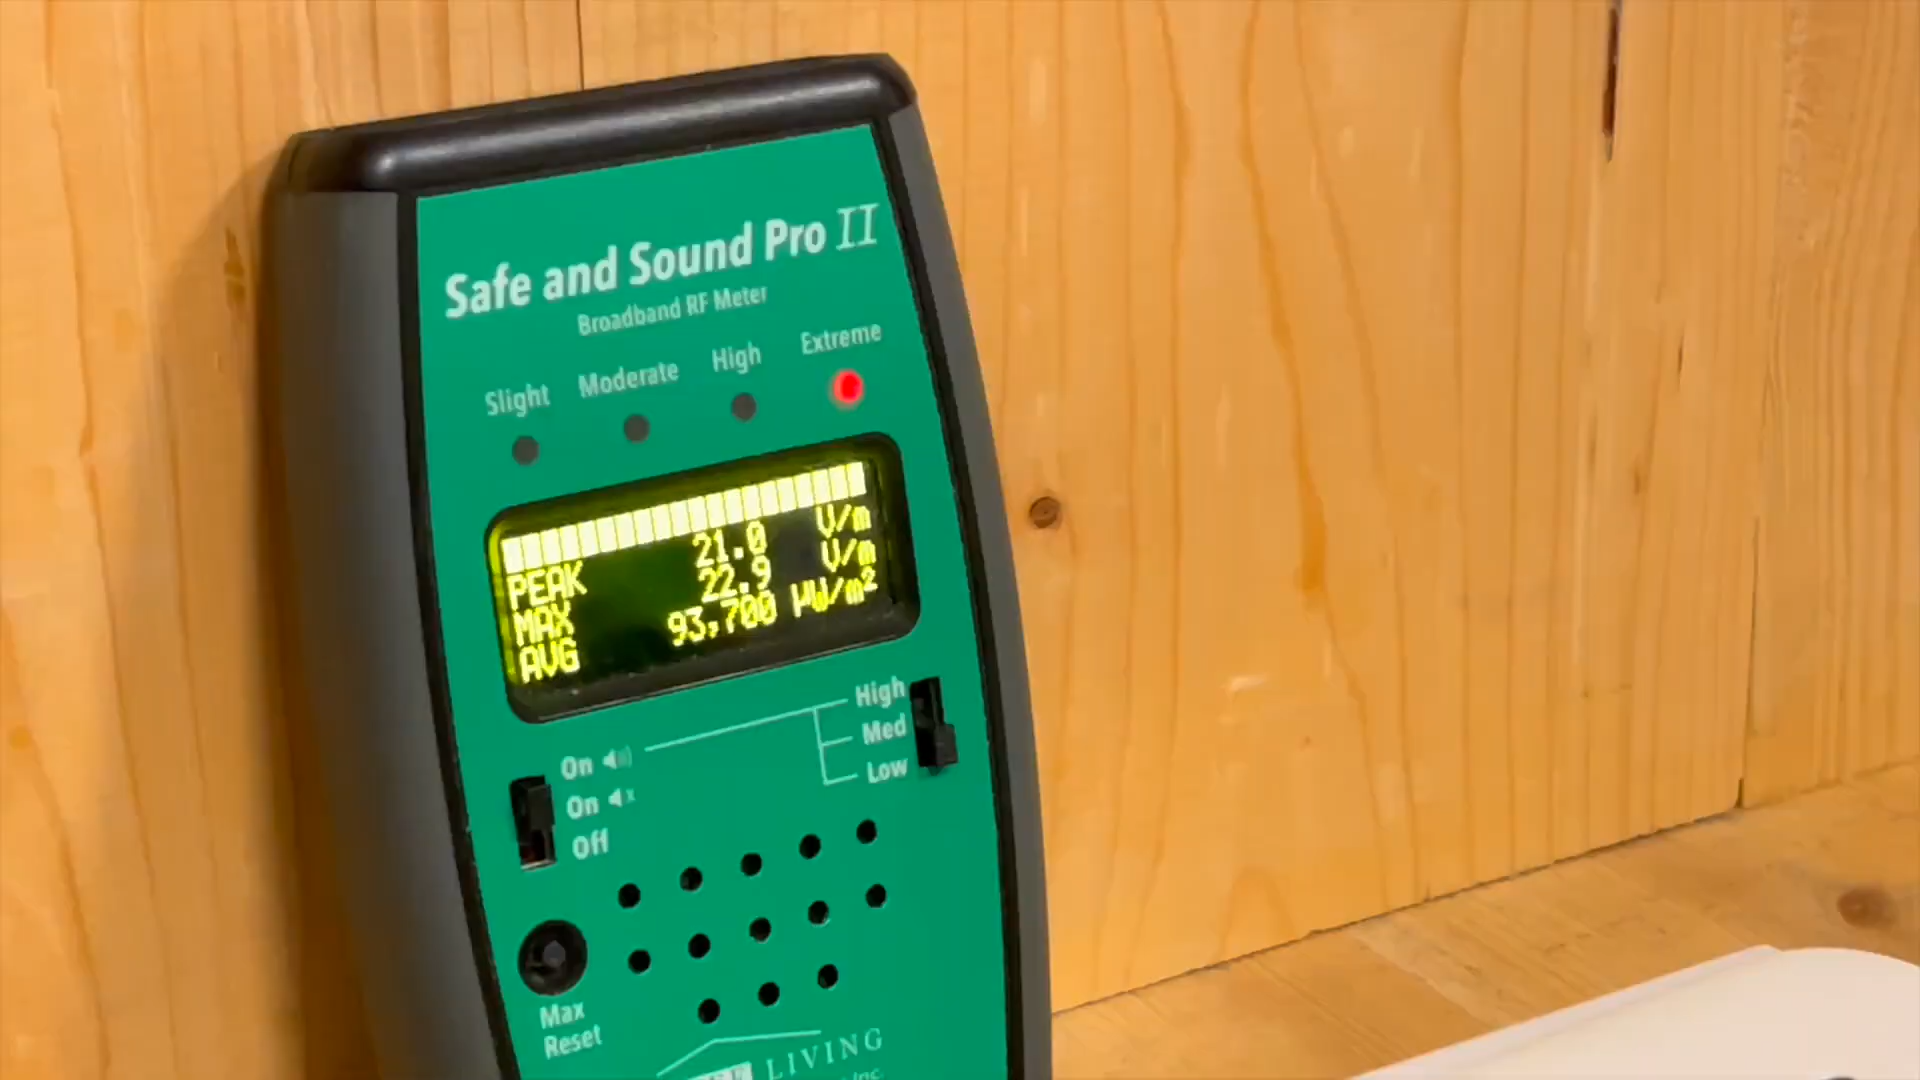 Safe and Sound Pro II
Broadband RF Meter
Slight Moderate High Extreme
PEAK 21.0 V/m
MAX 22.9 V/m
AVG 93,700 µW/m²
On
On
Off
High
Med
Low
Max
Reset
LIVING
Inc.